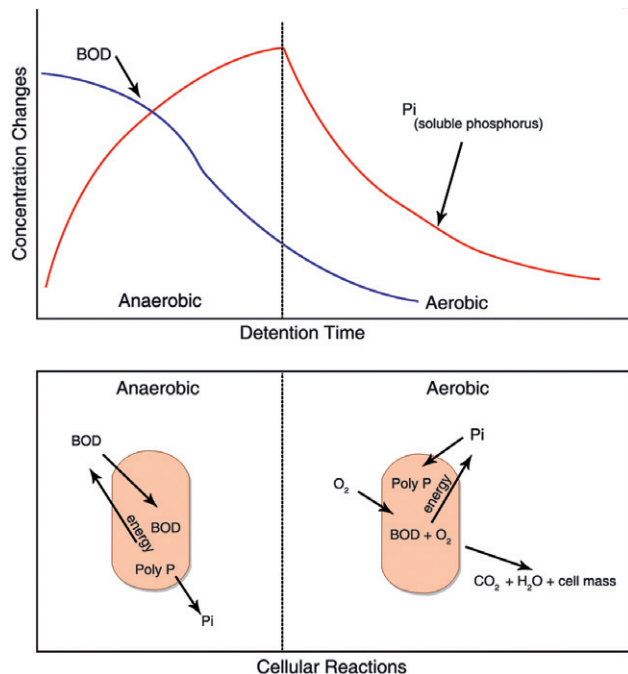 BOD
Pi (soluble phosphorus)
Concentration Changes
Anaerobic
Aerobic
Detention Time
Anaerobic
Aerobic
BOD
energy
BOD
Poly P
Pi
Pi
O₂
Poly P
energy
BOD + O₂
CO₂ + H₂O + cell mass
Cellular Reactions